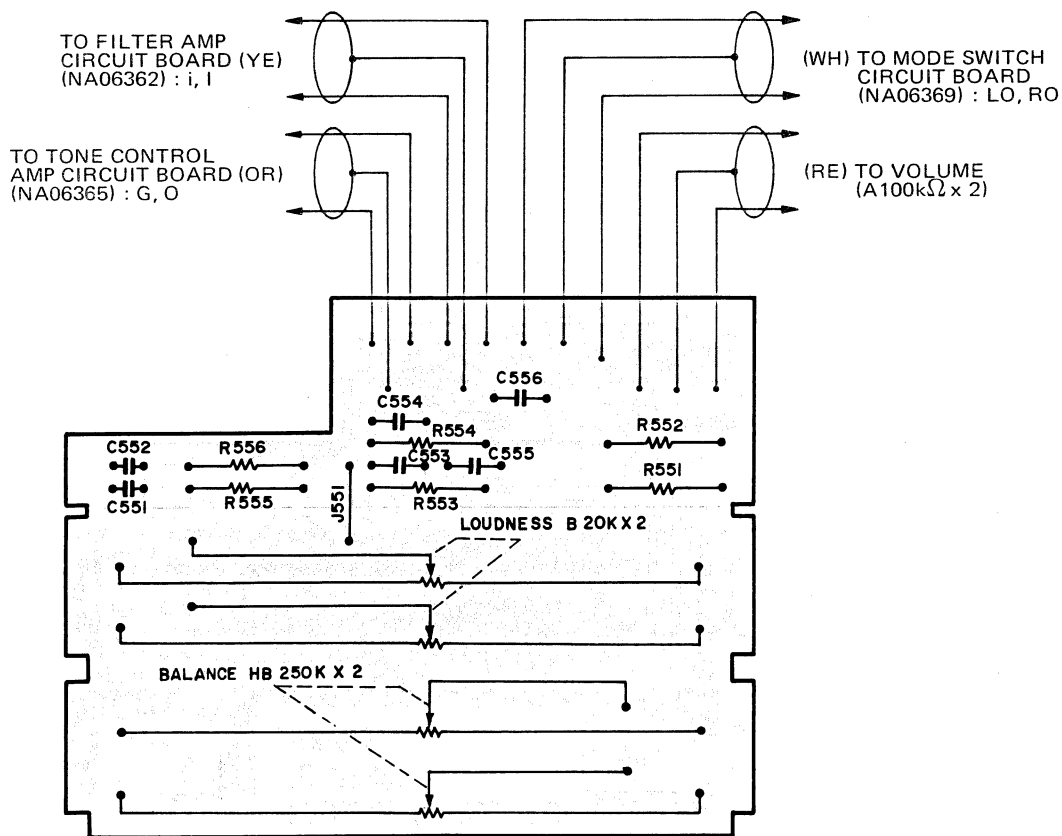 TO FILTER AMP
CIRCUIT BOARD (YE)
(NA06362) : i, I
TO TONE CONTROL
AMP CIRCUIT BOARD (OR)
(NA06365) : G, O
(WH) TO MODE SWITCH
CIRCUIT BOARD
(NA06369) : LO, RO
(RE) TO VOLUME
(A100kΩ x 2)
C556
C554
R554
R552
C552
R556
C553
C555
R551
C551
R555
J551
R553
LOUDNESS B 20K X 2
BALANCE HB 250K X 2